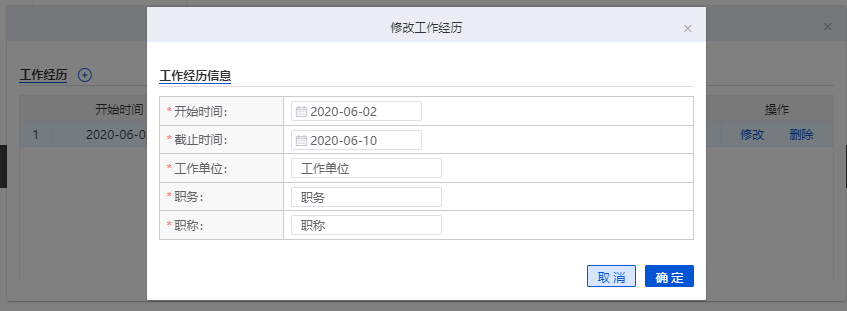 修改工作经历
工作经历
工作经历信息
开始时间 操作
1 2020-06-0 修改 删除
*开始时间: 2020-06-02
*截止时间: 2020-06-10
*工作单位: 工作单位
*职务: 职务
*职称: 职称
取 消 确 定